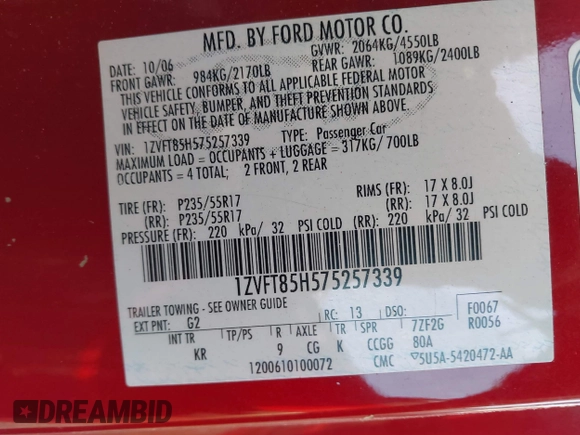 MFD. BY FORD MOTOR CO.
DATE: 10/06 GVWR: 2064KG/4550LB
FRONT GAWR: 984KG/2170LB REAR GAWR: 1089KG/2400LB
THIS VEHICLE CONFORMS TO ALL APPLICABLE FEDERAL MOTOR
VEHICLE SAFETY, BUMPER, AND THEFT PREVENTION STANDARDS
IN EFFECT ON THE DATE OF MANUFACTURE SHOWN ABOVE.
VIN: 1ZVFT85H575257339 TYPE: Passenger Car
MAXIMUM LOAD = OCCUPANTS + LUGGAGE = 317KG/ 700LB
OCCUPANTS = 4 TOTAL; 2 FRONT, 2 REAR
TIRE (FR): P235/55R17 RIMS (FR): 17 X 8.0J
(RR): P235/55R17 (RR): 17 X 8.0J
PRESSURE (FR): 220 kPa/ 32 PSI COLD (RR): 220 kPa/ 32 PSI COLD
1ZVFT85H575257339
TRAILER TOWING - SEE OWNER GUIDE
EXT PNT: G2 RC: 13 DSO: F0067
INT TR TP/PS R AXLE TR SPR 7ZF2G R0056
KR 9 CG K CCGG 80A
1200610100072 CMC ▽5U5A-5420472-AA
DREAMBID